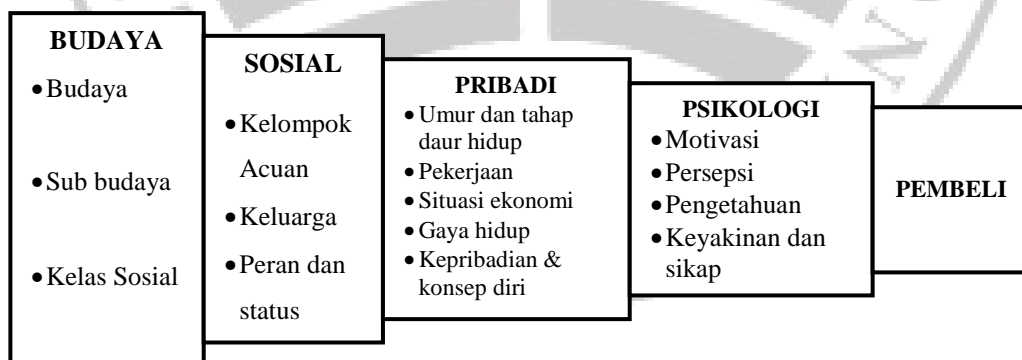 BUDAYA
•Budaya
•Sub budaya
•Kelas Sosial
SOSIAL
•Kelompok
Acuan
•Keluarga
•Peran dan
status
PRIBADI
•Umur dan tahap
daur hidup
•Pekerjaan
•Situasi ekonomi
•Gaya hidup
•Kepribadian &
konsep diri
PSIKOLOGI
•Motivasi
•Persepsi
•Pengetahuan
•Keyakinan dan
sikap
PEMBELI